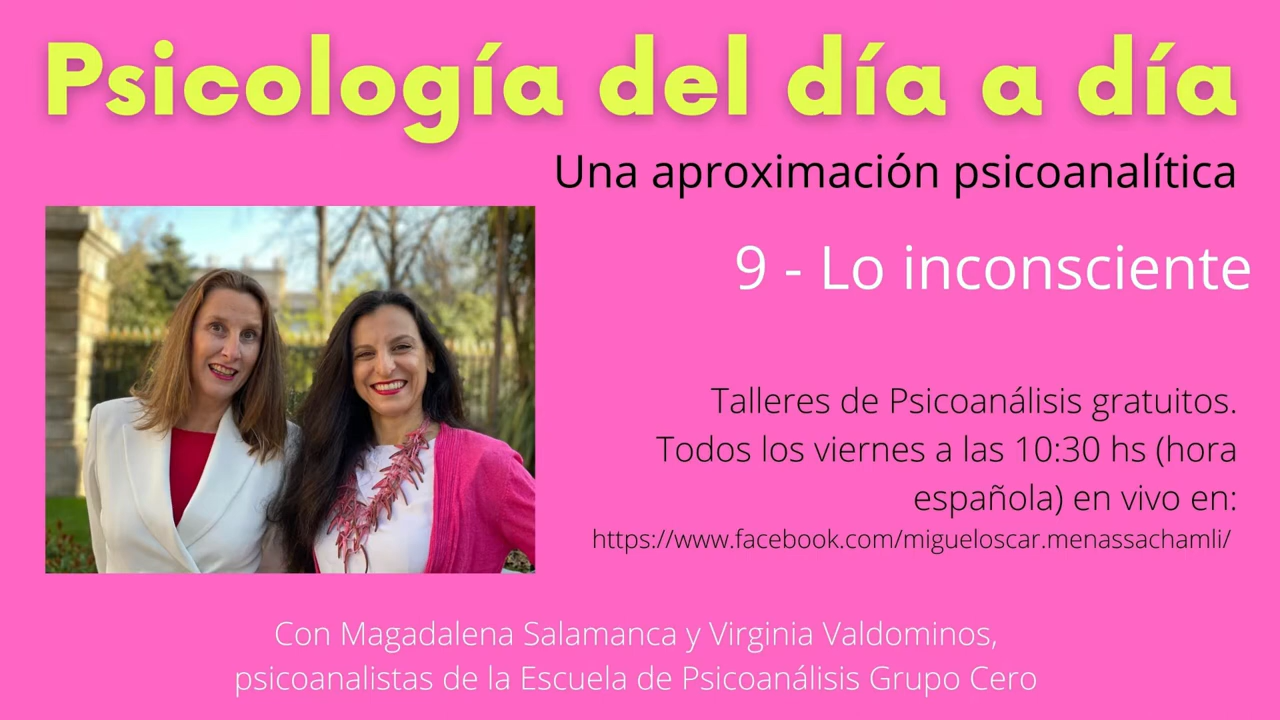 Psicología del día a día
Una aproximación psicoanalítica
9 - Lo inconsciente
Talleres de Psicoanálisis gratuitos.
Todos los viernes a las 10:30 hs (hora
española) en vivo en:
https://www.facebook.com/migueloscar.menassachamli/
Con Magadalena Salamanca y Virginia Valdominos,
psicoanalistas de la Escuela de Psicoanálisis Grupo Cero